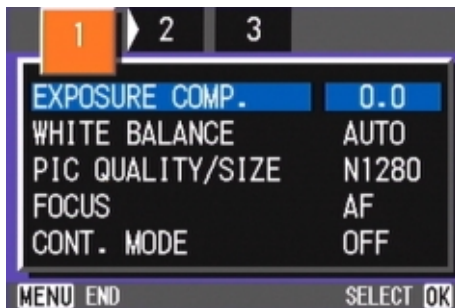 1 2 3
EXPOSURE COMP. 0.0
WHITE BALANCE AUTO
PIC QUALITY/SIZE N1280
FOCUS AF
CONT. MODE OFF
MENU END SELECT OK